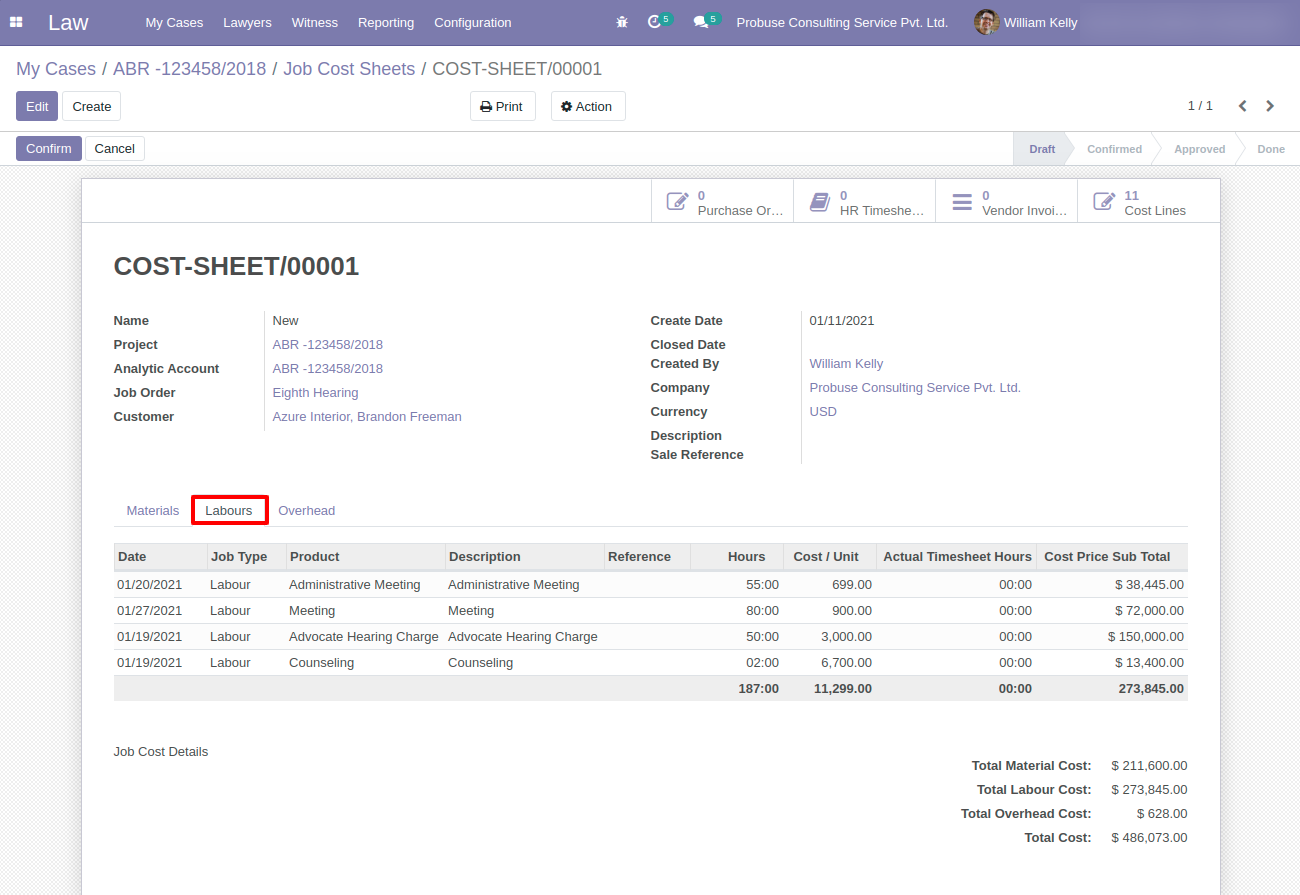 Law My Cases Lawyers Witness Reporting Configuration 5 5 Probuse Consulting Service Pvt. Ltd. William Kelly
My Cases / ABR -123458/2018 / Job Cost Sheets / COST-SHEET/00001
Edit Create Print Action 1 / 1
Confirm Cancel Draft Confirmed Approved Done
0 Purchase Or...
0 HR Timeshe...
0 Vendor Invoi...
11 Cost Lines
COST-SHEET/00001
Name New
Project ABR -123458/2018
Analytic Account ABR -123458/2018
Job Order Eighth Hearing
Customer Azure Interior, Brandon Freeman
Create Date 01/11/2021
Closed Date
Created By William Kelly
Company Probuse Consulting Service Pvt. Ltd.
Currency USD
Description
Sale Reference
Materials Labours Overhead
Date Job Type Product Description Reference Hours Cost / Unit Actual Timesheet Hours Cost Price Sub Total
01/20/2021 Labour Administrative Meeting Administrative Meeting 55:00 699.00 00:00 $ 38,445.00
01/27/2021 Labour Meeting Meeting 80:00 900.00 00:00 $ 72,000.00
01/19/2021 Labour Advocate Hearing Charge Advocate Hearing Charge 50:00 3,000.00 00:00 $ 150,000.00
01/19/2021 Labour Counseling Counseling 02:00 6,700.00 00:00 $ 13,400.00
187:00 11,299.00 00:00 273,845.00
Job Cost Details
Total Material Cost: $ 211,600.00
Total Labour Cost: $ 273,845.00
Total Overhead Cost: $ 628.00
Total Cost: $ 486,073.00